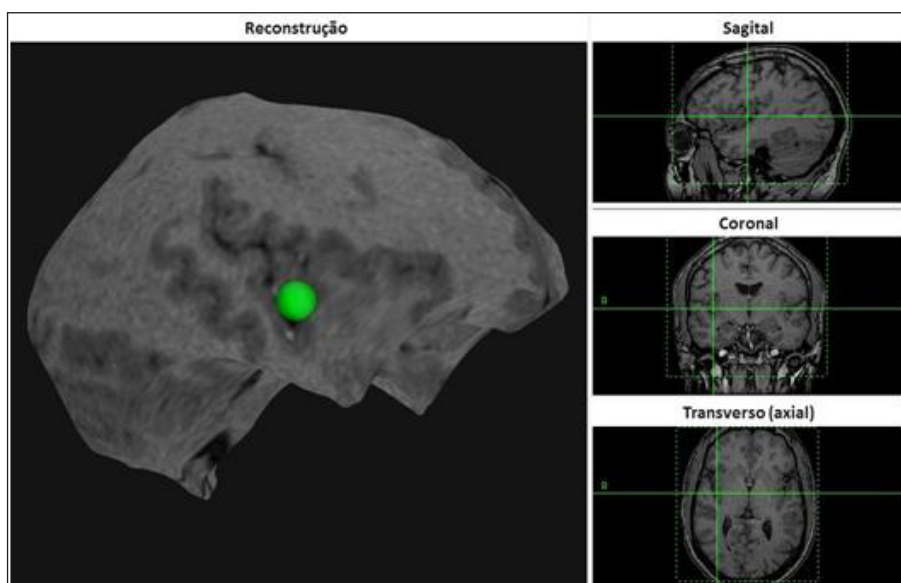 Reconstrução
Sagital
Coronal
R
Transverso (axial)
R